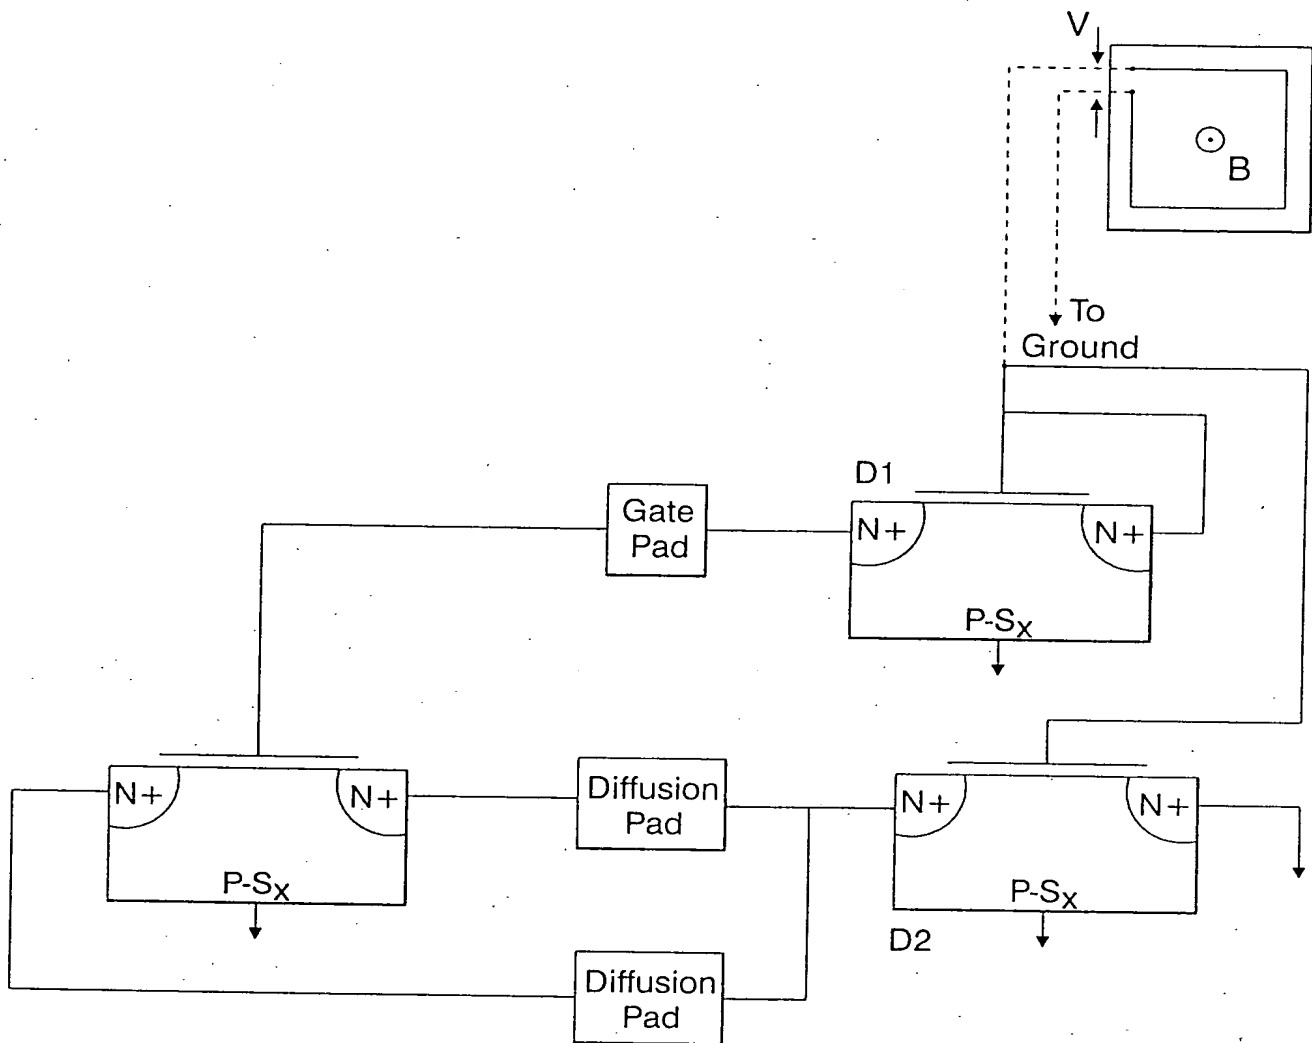 V
B
To
Ground
D1
Gate
Pad
N+
N+
P-Sx
N+
N+
Diffusion
Pad
N+
N+
P-Sx
P-Sx
D2
Diffusion
Pad